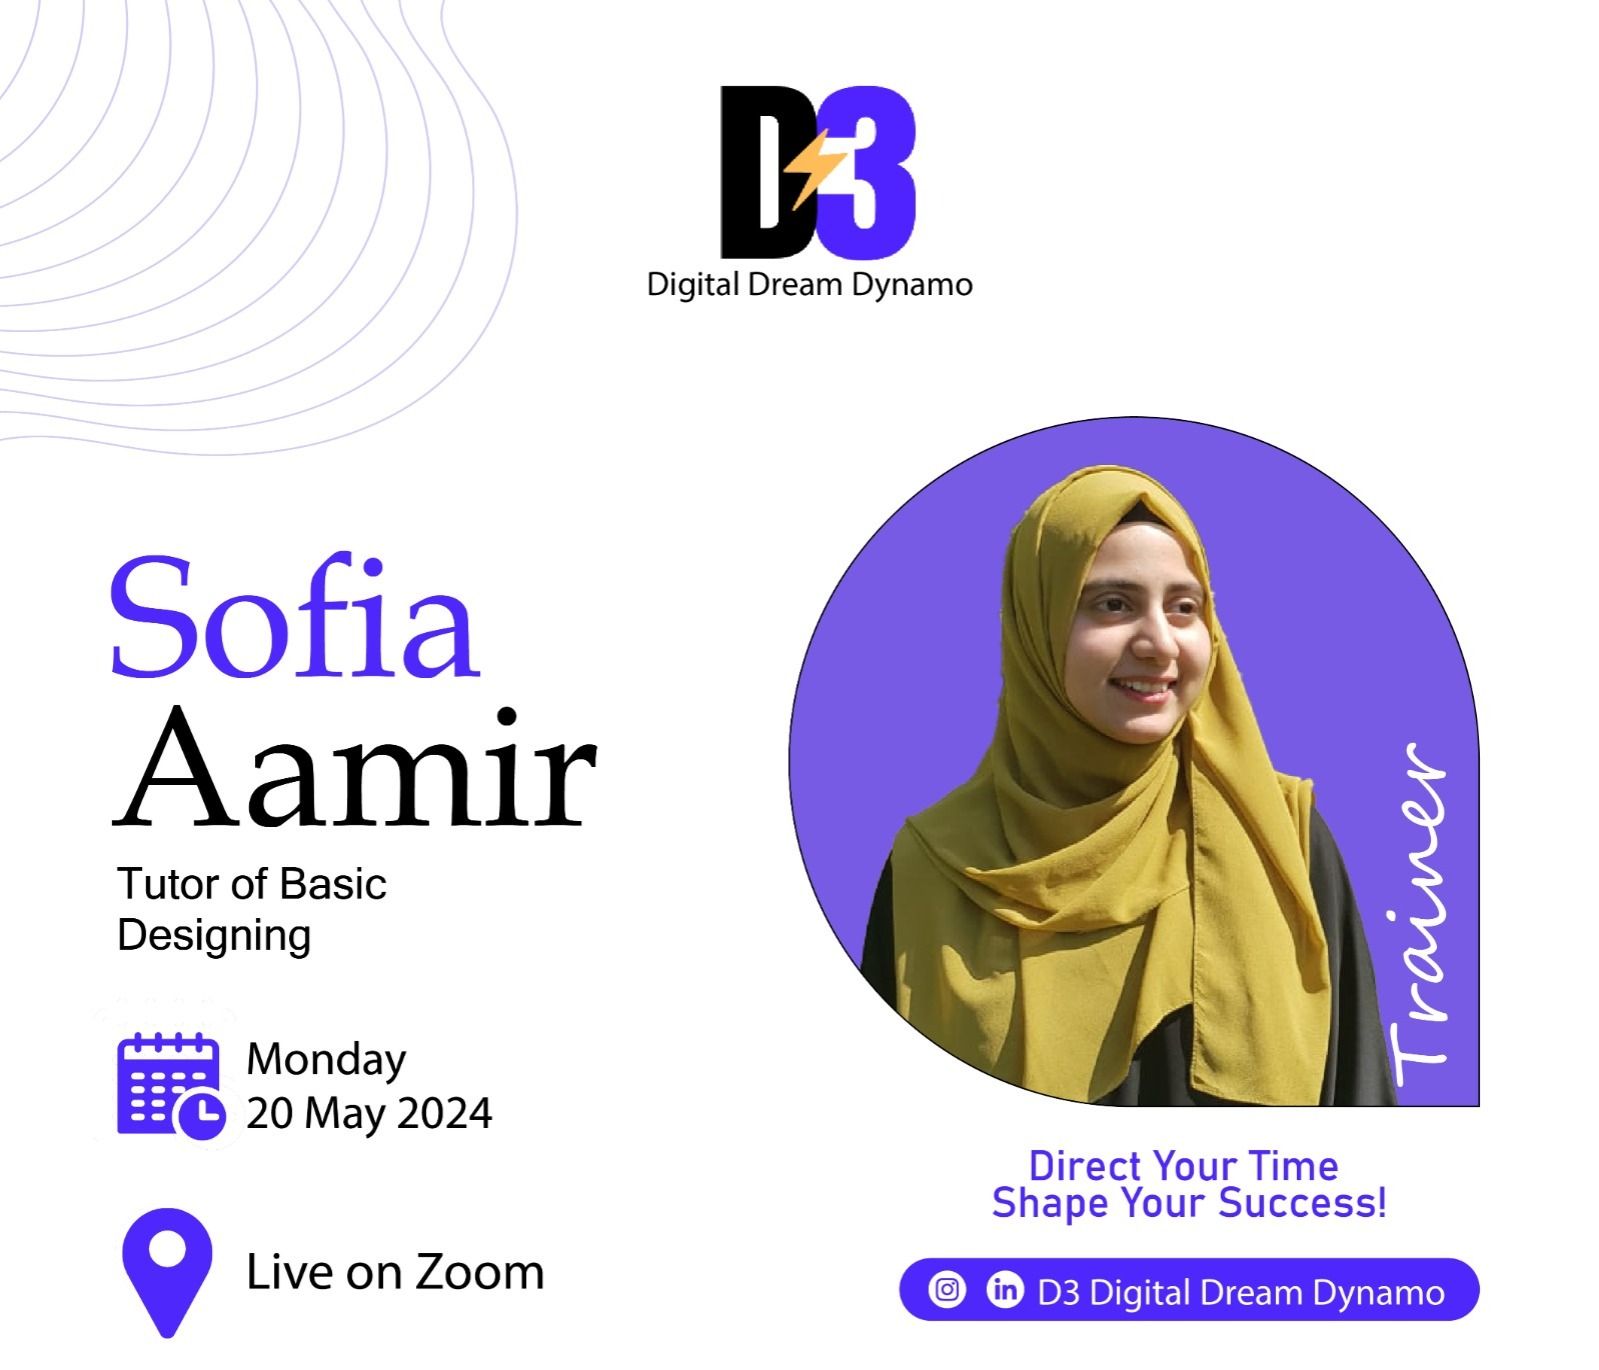 D3
Digital Dream Dynamo
Sofia
Aamir
Tutor of Basic
Designing
Monday
20 May 2024
Live on Zoom
Trainer
Direct Your Time
Shape Your Success!
in D3 Digital Dream Dynamo